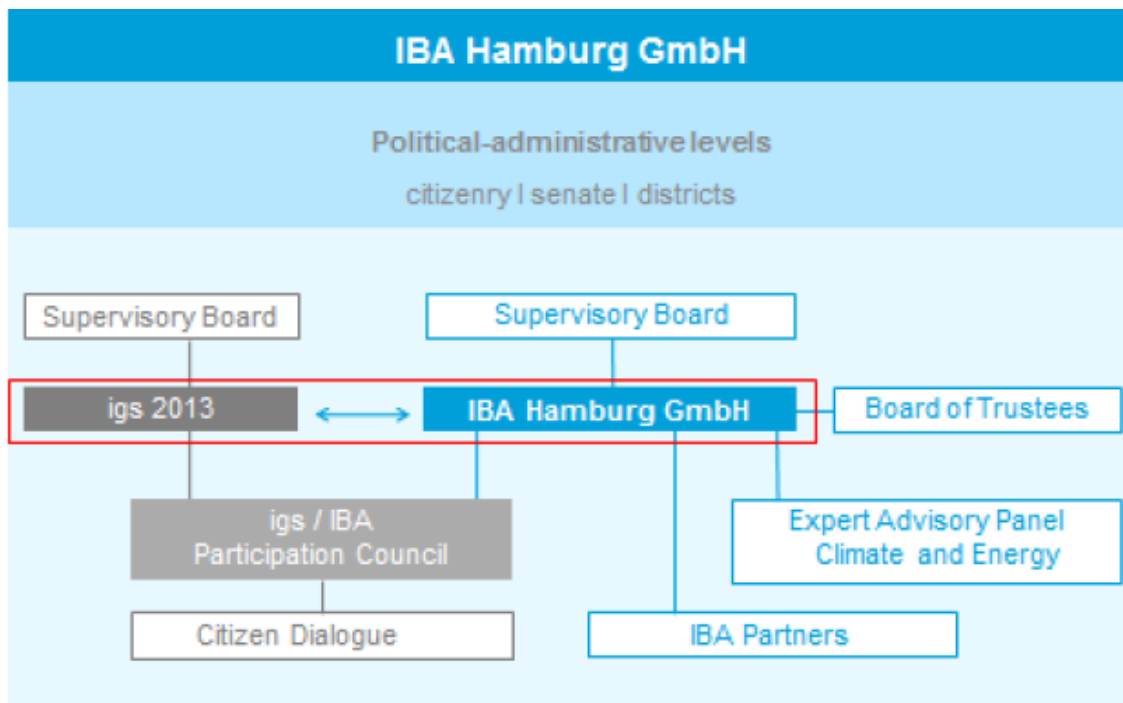 IBA Hamburg GmbH
Political-administrative levels
citizenry l senate l districts
Supervisory Board
Supervisory Board
igs 2013
IBA Hamburg GmbH
Board of Trustees
igs / IBA
Participation Council
Expert Advisory Panel
Climate and Energy
Citizen Dialogue
IBA Partners